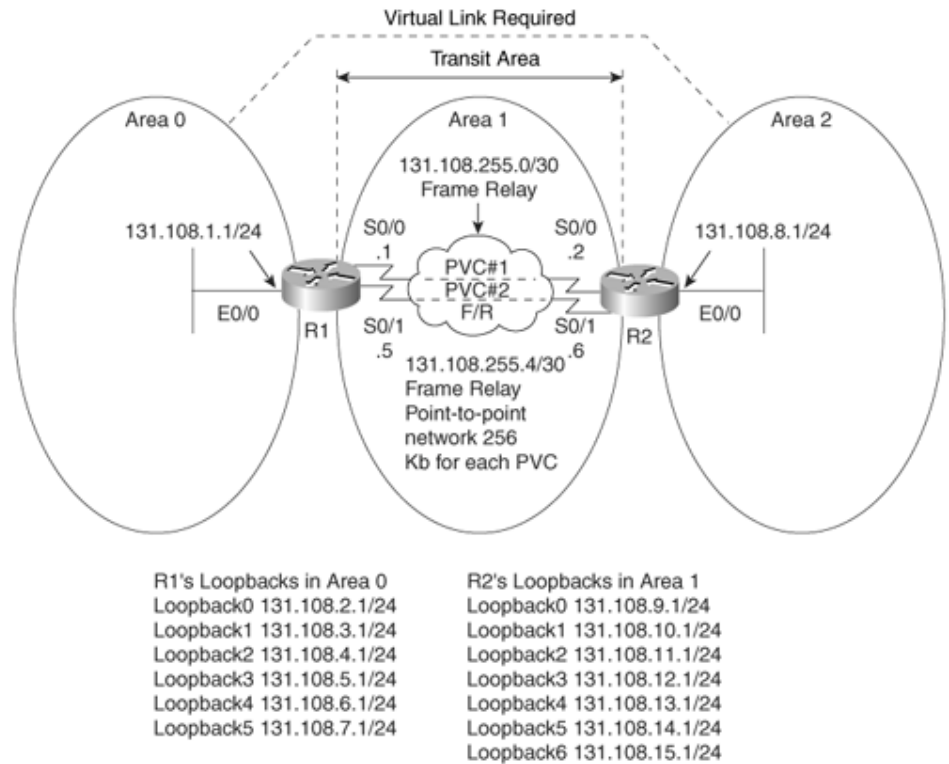 Virtual Link Required
Transit Area
Area 0
Area 1
Area 2
131.108.255.0/30
Frame Relay
131.108.1.1/24
S0/0
.1
S0/0
.2
131.108.8.1/24
PVC#1
PVC#2
F/R
E0/0
R1
S0/1
.5
S0/1
.6
R2
E0/0
131.108.255.4/30
Frame Relay
Point-to-point
network 256
Kb for each PVC
R1's Loopbacks in Area 0
Loopback0 131.108.2.1/24
Loopback1 131.108.3.1/24
Loopback2 131.108.4.1/24
Loopback3 131.108.5.1/24
Loopback4 131.108.6.1/24
Loopback5 131.108.7.1/24
R2's Loopbacks in Area 1
Loopback0 131.108.9.1/24
Loopback1 131.108.10.1/24
Loopback2 131.108.11.1/24
Loopback3 131.108.12.1/24
Loopback4 131.108.13.1/24
Loopback5 131.108.14.1/24
Loopback6 131.108.15.1/24